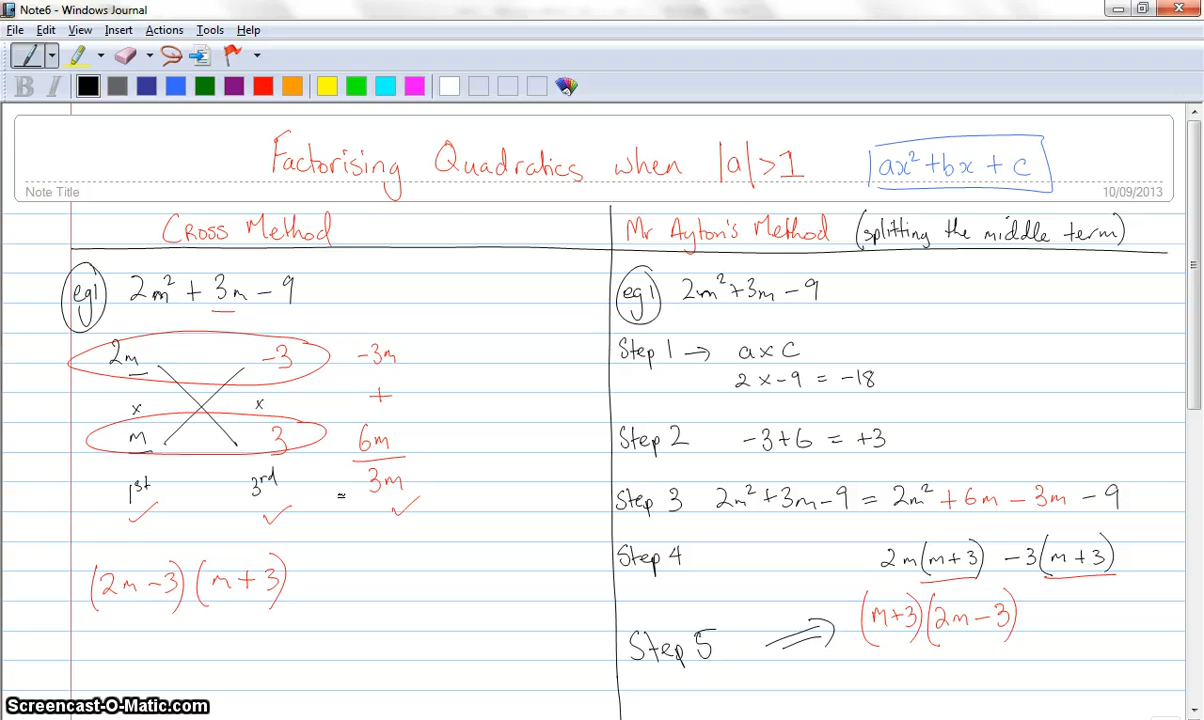 Note6 - Windows Journal
File Edit View Insert Actions Tools Help
B I
Factorising Quadratics when |a| > 1 ax² + bx + c
Note Title 10/09/2013
Cross Method
eg1 2m² + 3m - 9
2m -3 -3m
x x +
m 3 6m
1st 3rd = 3m
(2m - 3)(m + 3)
Mr Ayton's Method (splitting the middle term)
eg1 2m² + 3m - 9
Step 1 → a x c
2 x -9 = -18
Step 2 -3 + 6 = +3
Step 3 2m² + 3m - 9 = 2m² + 6m - 3m - 9
Step 4 2m(m + 3) - 3(m + 3)
Step 5 ⇒ (m + 3)(2m - 3)
Screencast-O-Matic.com